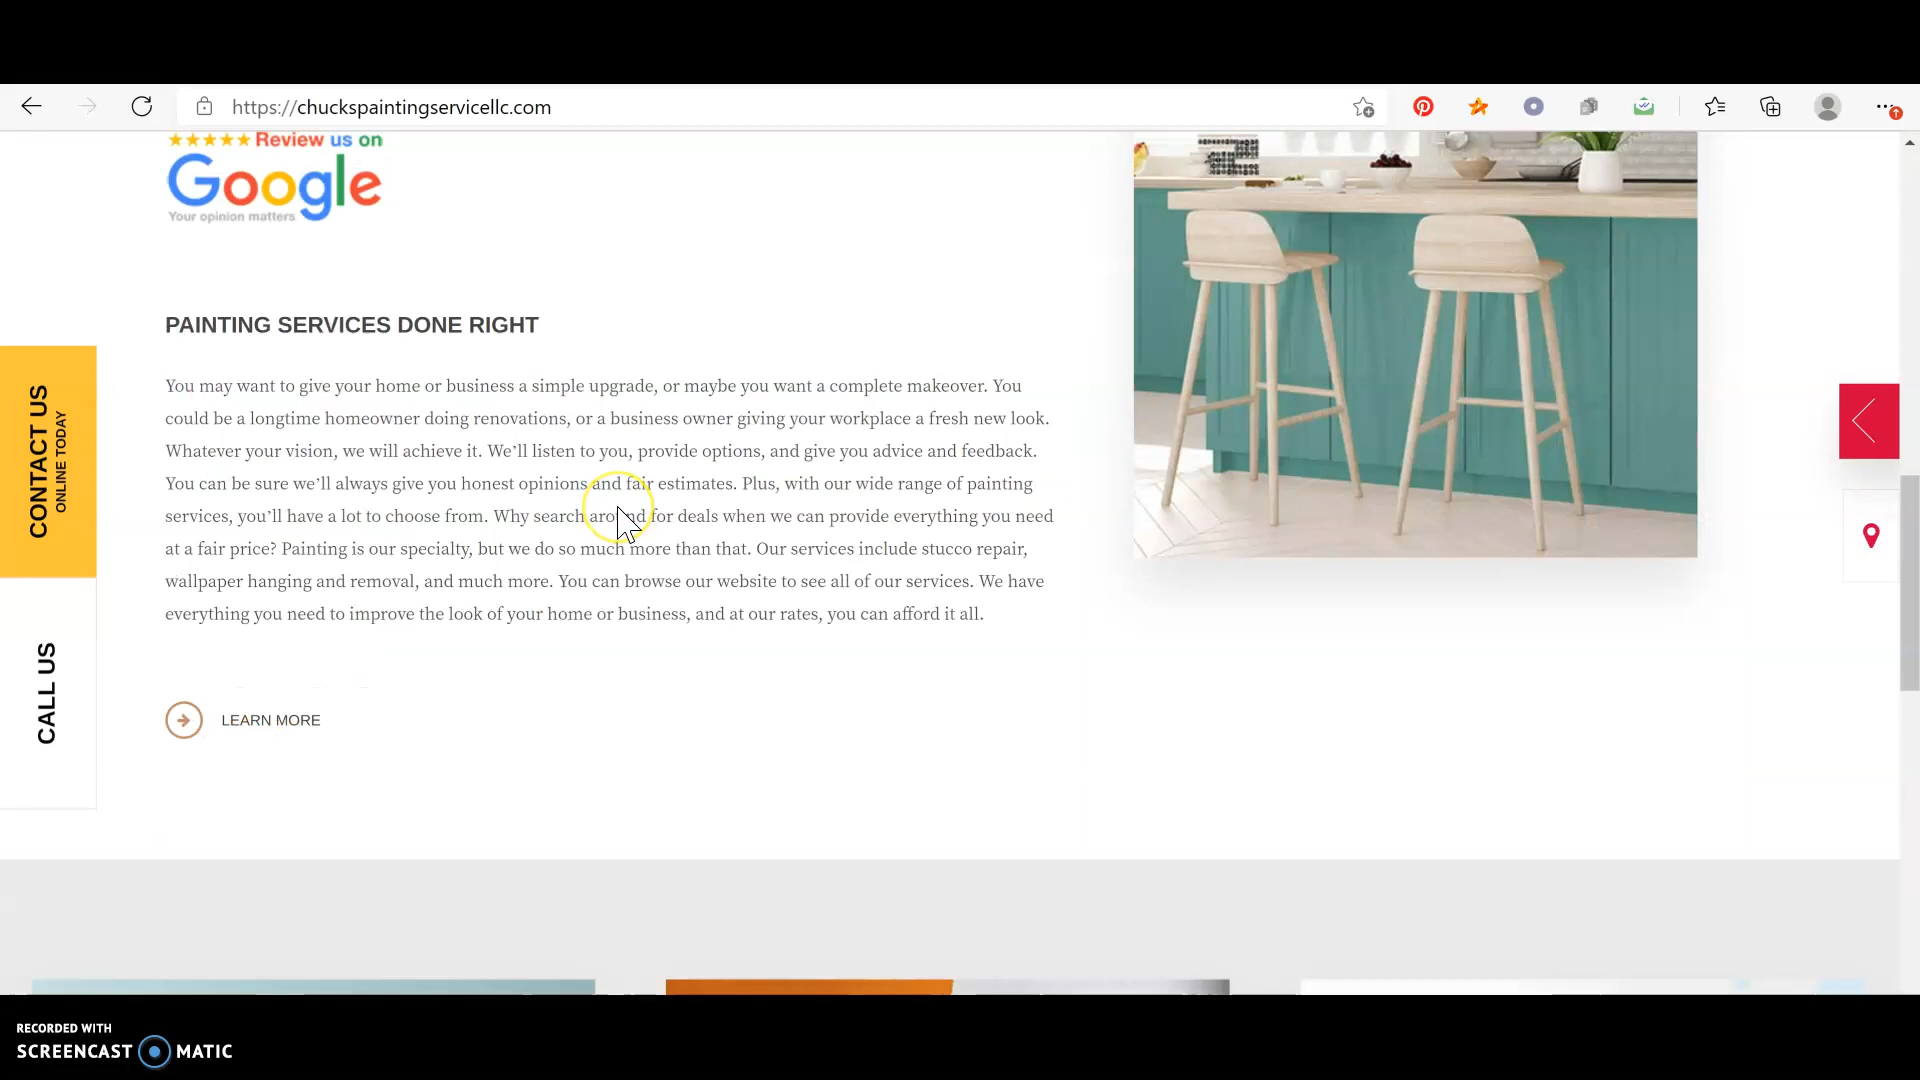 https://chuckspaintingservicellc.com
★★★★★ Review us on
Google
Your opinion matters
PAINTING SERVICES DONE RIGHT
You may want to give your home or business a simple upgrade, or maybe you want a complete makeover. You
could be a longtime homeowner doing renovations, or a business owner giving your workplace a fresh new look.
Whatever your vision, we will achieve it. We’ll listen to you, provide options, and give you advice and feedback.
You can be sure we’ll always give you honest opinions and fair estimates. Plus, with our wide range of painting
services, you’ll have a lot to choose from. Why search around for deals when we can provide everything you need
at a fair price? Painting is our specialty, but we do so much more than that. Our services include stucco repair,
wallpaper hanging and removal, and much more. You can browse our website to see all of our services. We have
everything you need to improve the look of your home or business, and at our rates, you can afford it all.
LEARN MORE
CONTACT US
ONLINE TODAY
CALL US
RECORDED WITH
SCREENCAST MATIC